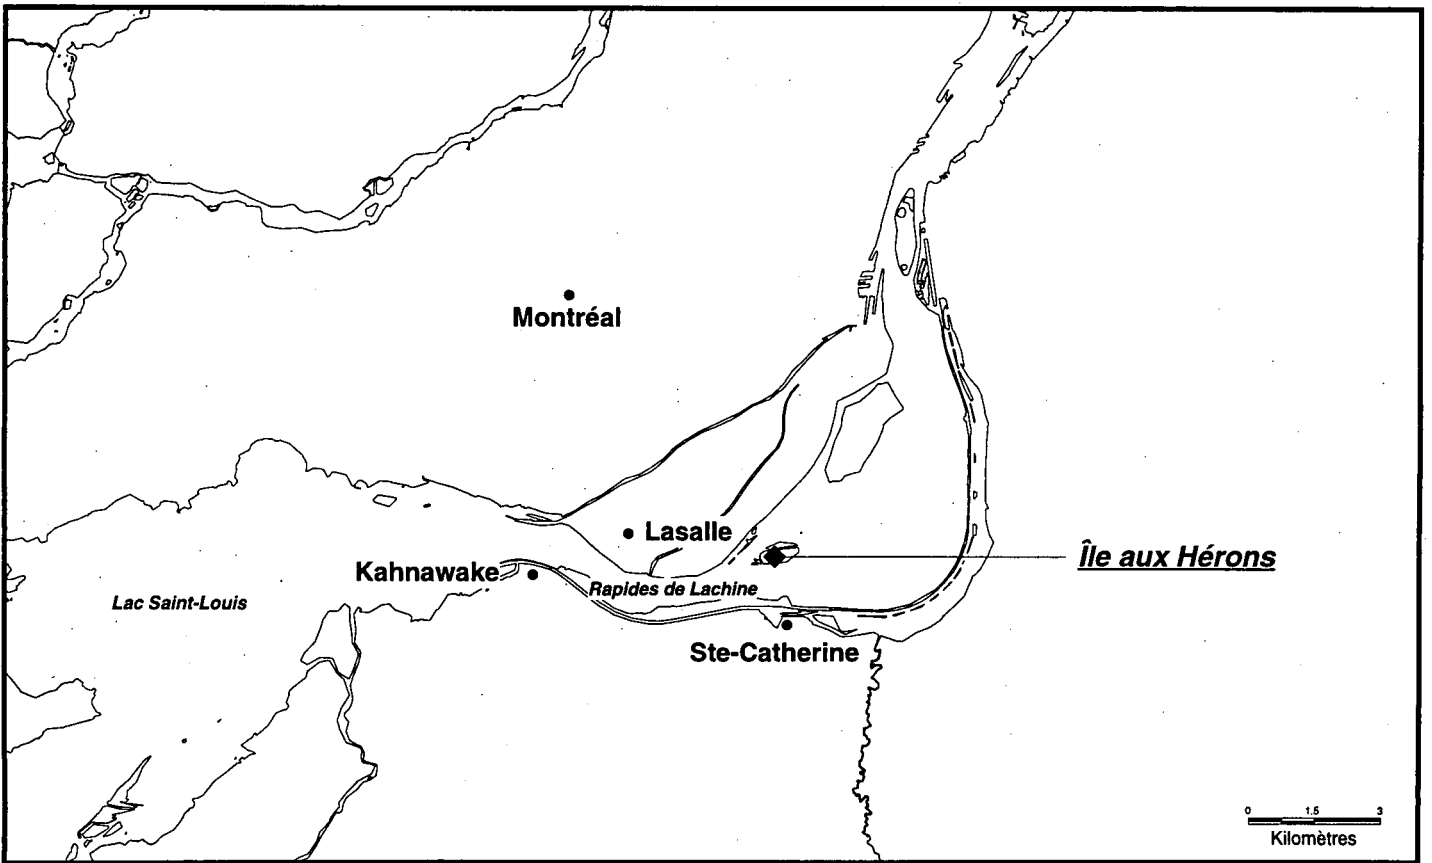 Montréal
Lasalle
Île aux Hérons
Kahnawake
Rapides de Lachine
Lac Saint-Louis
Ste-Catherine
0 1.5 3
Kilomètres